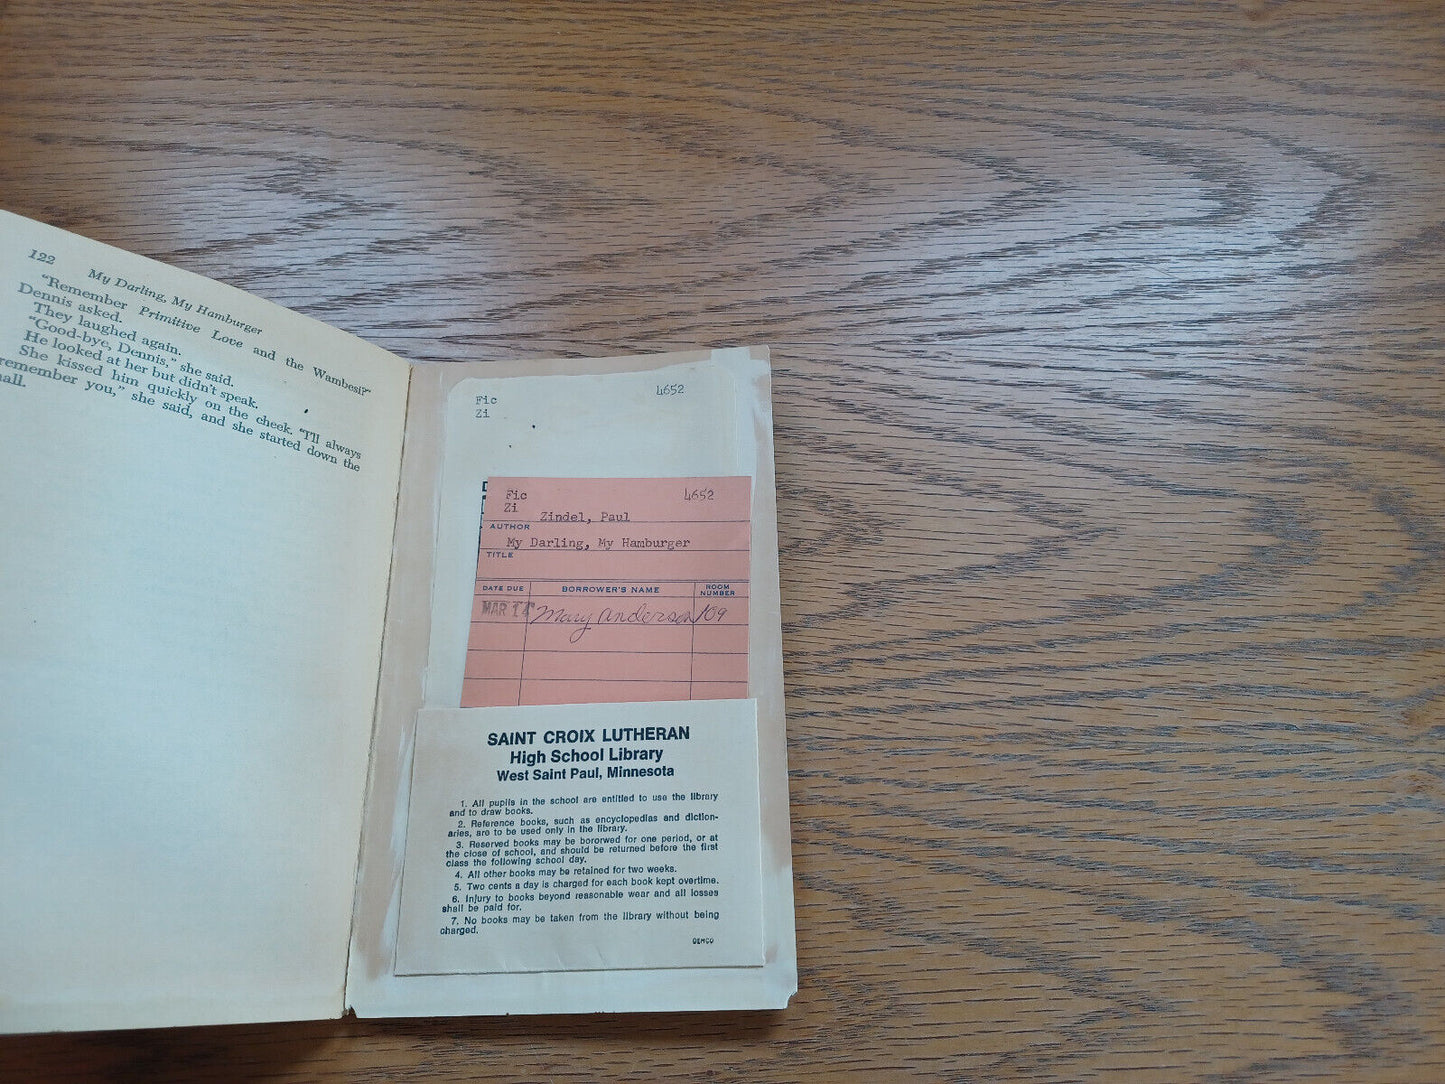 122 My Darling, My Hamburger
"Remember Primitive Love and the Wambesi?"
Dennis asked.
They laughed again.
"Good-bye, Dennis," she said.
He looked at her but didn't speak.
She kissed him quickly on the cheek. "I'll always
remember you," she said, and she started down the
hall.
Fic 4652
Zi
Fic 4652
Zi
Zindel, Paul
AUTHOR
My Darling, My Hamburger
TITLE
DATE DUE BORROWER'S NAME ROOM NUMBER
MAR 14 Mary Anderson 109
SAINT CROIX LUTHERAN
High School Library
West Saint Paul, Minnesota
1. All pupils in the school are entitled to use the library
and to draw books.
2. Reference books, such as encyclopedias and diction-
aries, are to be used only in the library.
3. Reserved books may be bororwed for one period, or at
the close of school, and should be returned before the first
class the following school day.
4. All other books may be retained for two weeks.
5. Two cents a day is charged for each book kept overtime.
6. Injury to books beyond reasonable wear and all losses
shall be paid for.
7. No books may be taken from the library without being
charged.
DEMCO